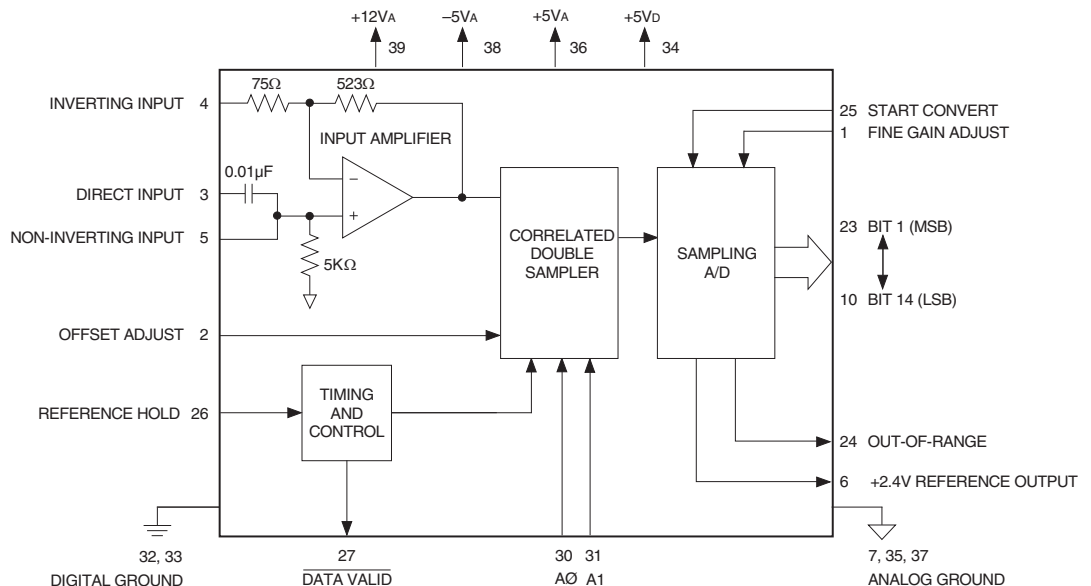 +12VA
39
–5VA
38
+5VA
36
+5VD
34
75Ω
523Ω
INVERTING INPUT 4
INPUT AMPLIFIER
25 START CONVERT
1 FINE GAIN ADJUST
0.01µF
DIRECT INPUT 3
–
+
NON-INVERTING INPUT 5
5KΩ
CORRELATED
DOUBLE
SAMPLER
SAMPLING
A/D
23 BIT 1 (MSB)
10 BIT 14 (LSB)
OFFSET ADJUST 2
REFERENCE HOLD 26
TIMING
AND
CONTROL
24 OUT-OF-RANGE
6 +2.4V REFERENCE OUTPUT
32, 33
DIGITAL GROUND
27
DATA VALID
30 31
AØ A1
7, 35, 37
ANALOG GROUND